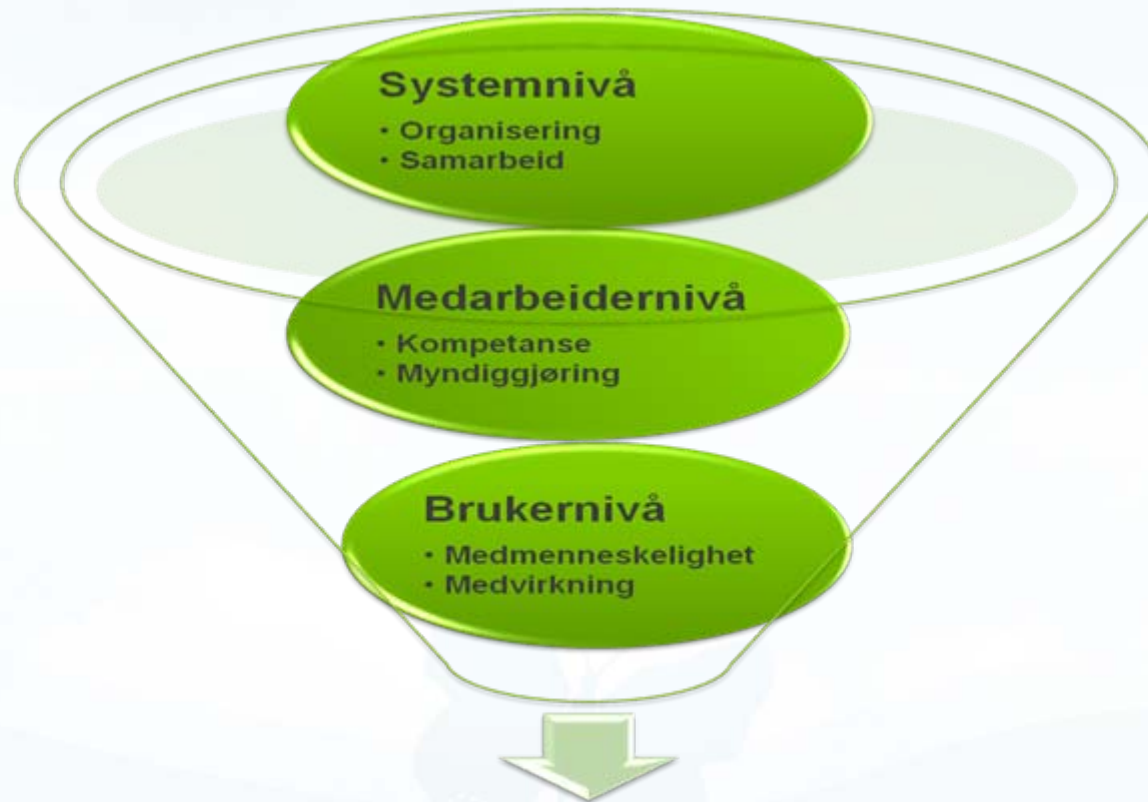 Systemnivå
• Organisering
• Samarbeid
Medarbeidernivå
• Kompetanse
• Myndiggjøring
Brukernivå
• Medmenneskelighet
• Medvirkning